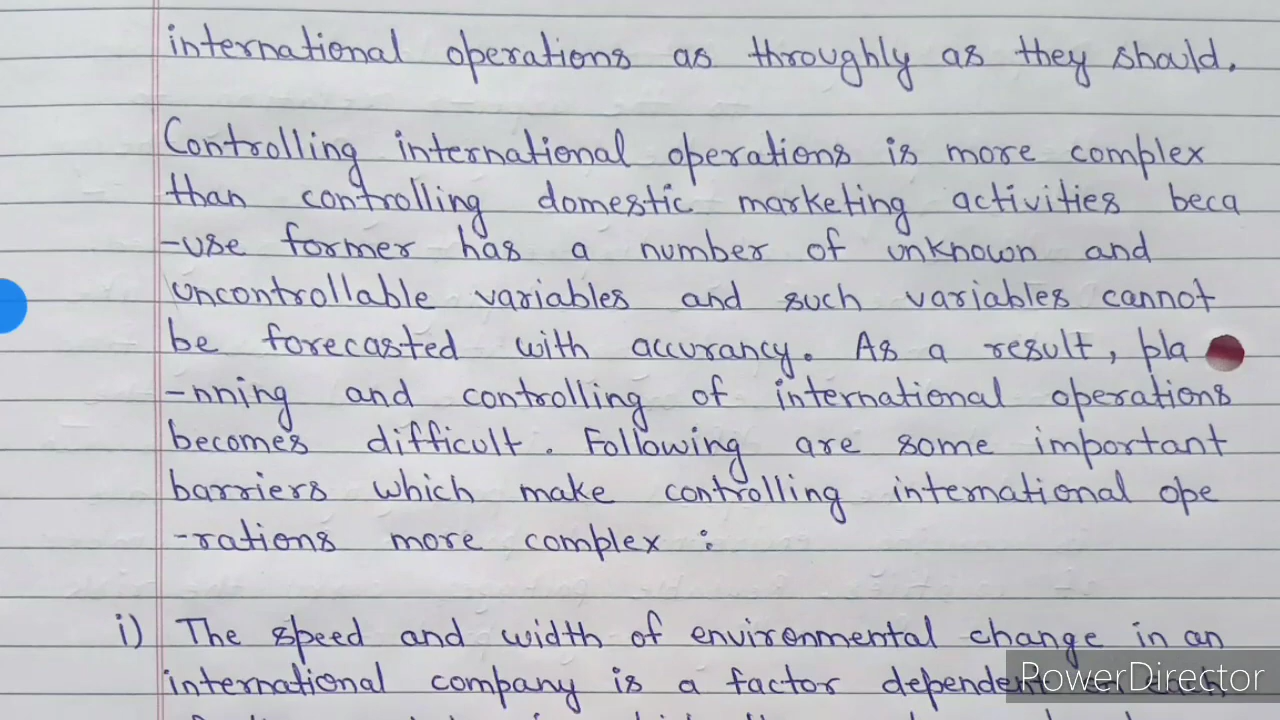 international operations as throughly as they should.
Controlling international operations is more complex
than controlling domestic marketing activities beca
-use former has a number of unknown and
uncontrollable variables and such variables cannot
be forecasted with accurancy. As a result, pla
-nning and controlling of international operations
becomes difficult. Following are some important
barriers which make controlling international ope
-rations more complex :
i) The speed and width of environmental change in an
international company is a factor dependent
PowerDirector